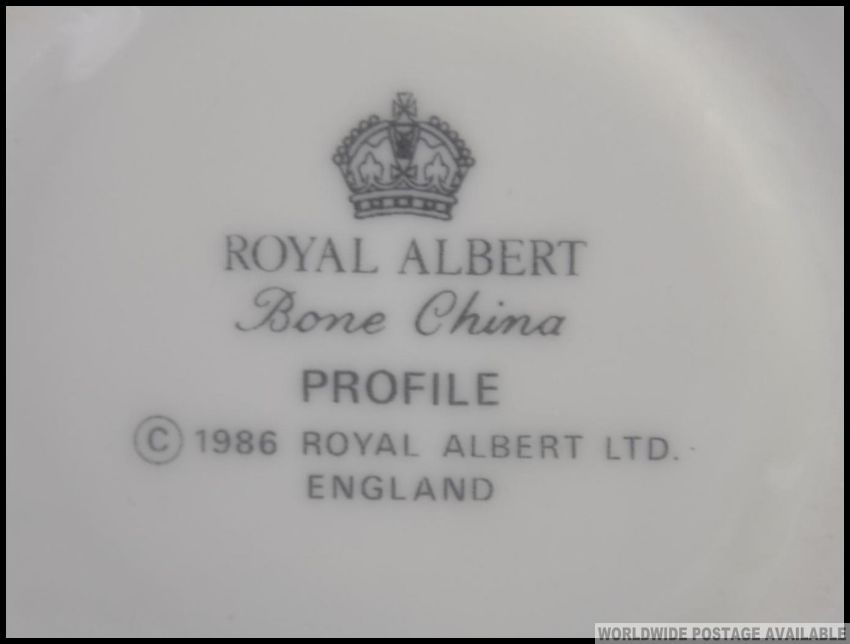 ROYAL ALBERT
Bone China
PROFILE
© 1986 ROYAL ALBERT LTD.
ENGLAND
WORLDWIDE POSTAGE AVAILABLE